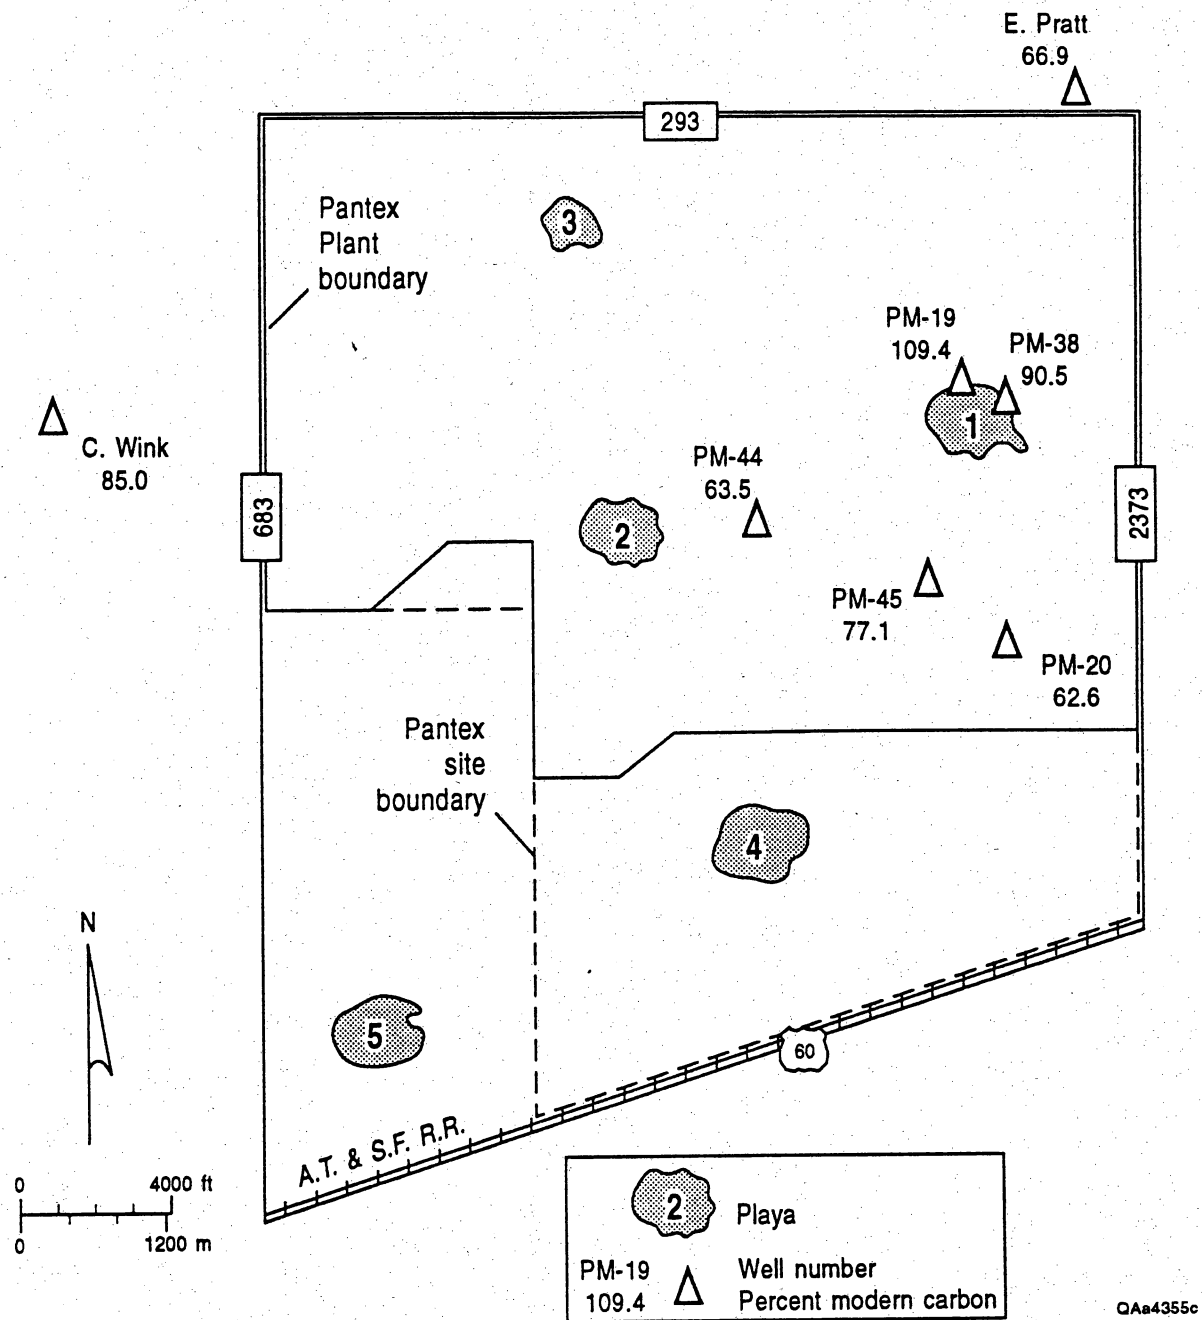 E. Pratt
66.9
293
Pantex
Plant
boundary
3
PM-19
109.4
PM-38
90.5
1
C. Wink
85.0
PM-44
63.5
683
2373
2
PM-45
77.1
PM-20
62.6
Pantex
site
boundary
4
N
5
60
A.T. & S.F. R.R.
0 4000 ft
0 1200 m
2 Playa
PM-19 Well number
109.4 Percent modern carbon
QAa4355c